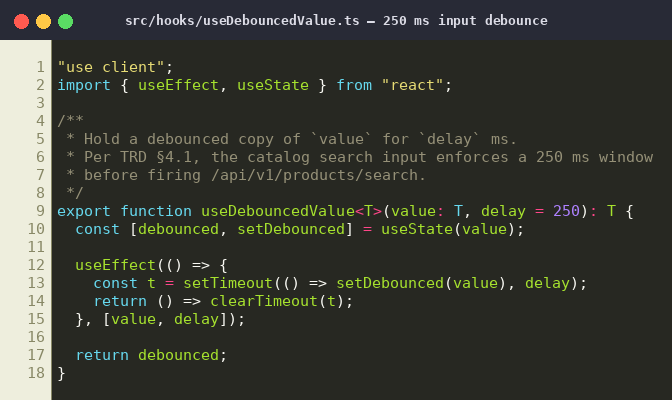 src/hooks/useDebouncedValue.ts — 250 ms input debounce
1 "use client";
2 import { useEffect, useState } from "react";
3
4 /**
5  * Hold a debounced copy of `value` for `delay` ms.
6  * Per TRD §4.1, the catalog search input enforces a 250 ms window
7  * before firing /api/v1/products/search.
8  */
9 export function useDebouncedValue<T>(value: T, delay = 250): T {
10   const [debounced, setDebounced] = useState(value);
11
12   useEffect(() => {
13     const t = setTimeout(() => setDebounced(value), delay);
14     return () => clearTimeout(t);
15   }, [value, delay]);
16
17   return debounced;
18 }